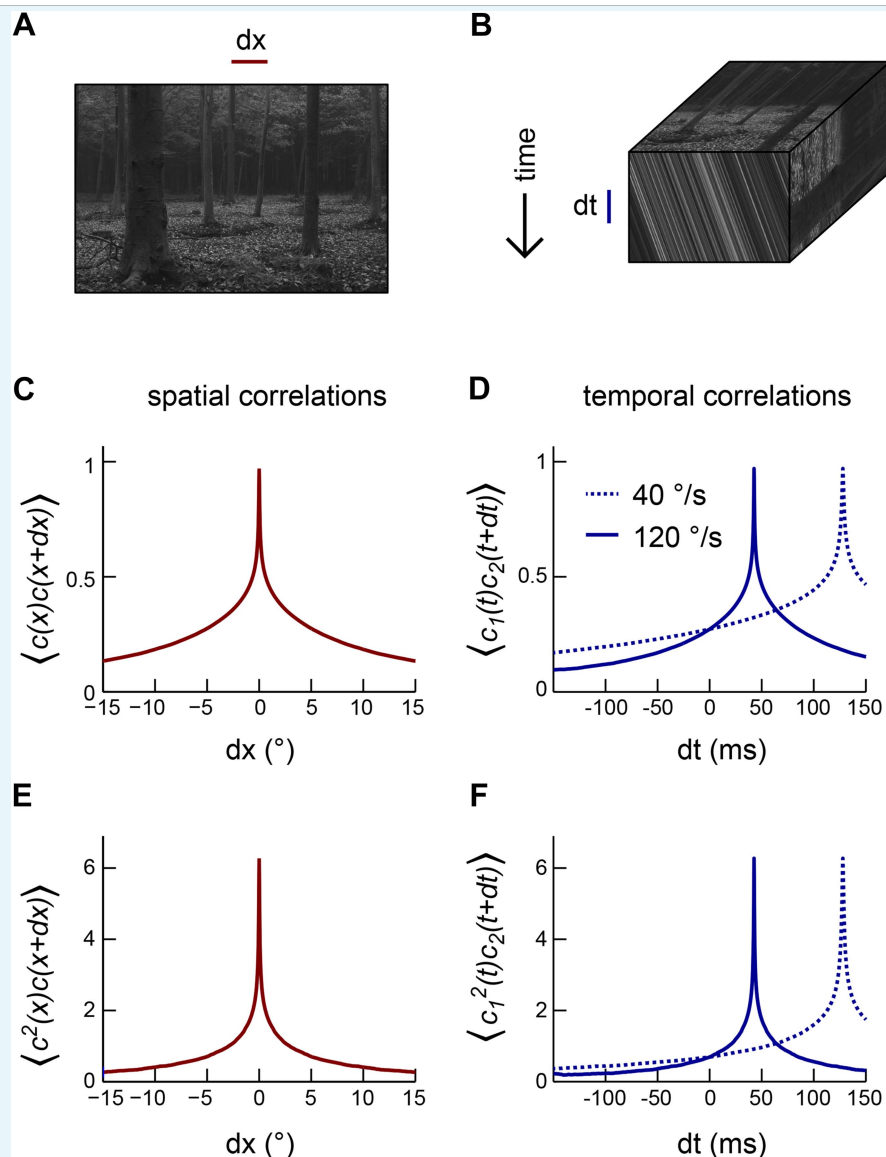 A
dx
B
time
dt
C
spatial correlations
⟨c(x)c(x+dx)⟩
1
0.5
0
−15 −10 −5 0 5 10 15
dx (°)
D
temporal correlations
⟨c₁(t)c₂(t+dt)⟩
1
0.5
0
40 °/s
120 °/s
-100 -50 0 50 100 150
dt (ms)
E
⟨c²(x)c(x+dx)⟩
6
4
2
0
−15 −10 −5 0 5 10 15
dx (°)
F
⟨c₁²(t)c₂(t+dt)⟩
6
4
2
0
-100 -50 0 50 100 150
dt (ms)